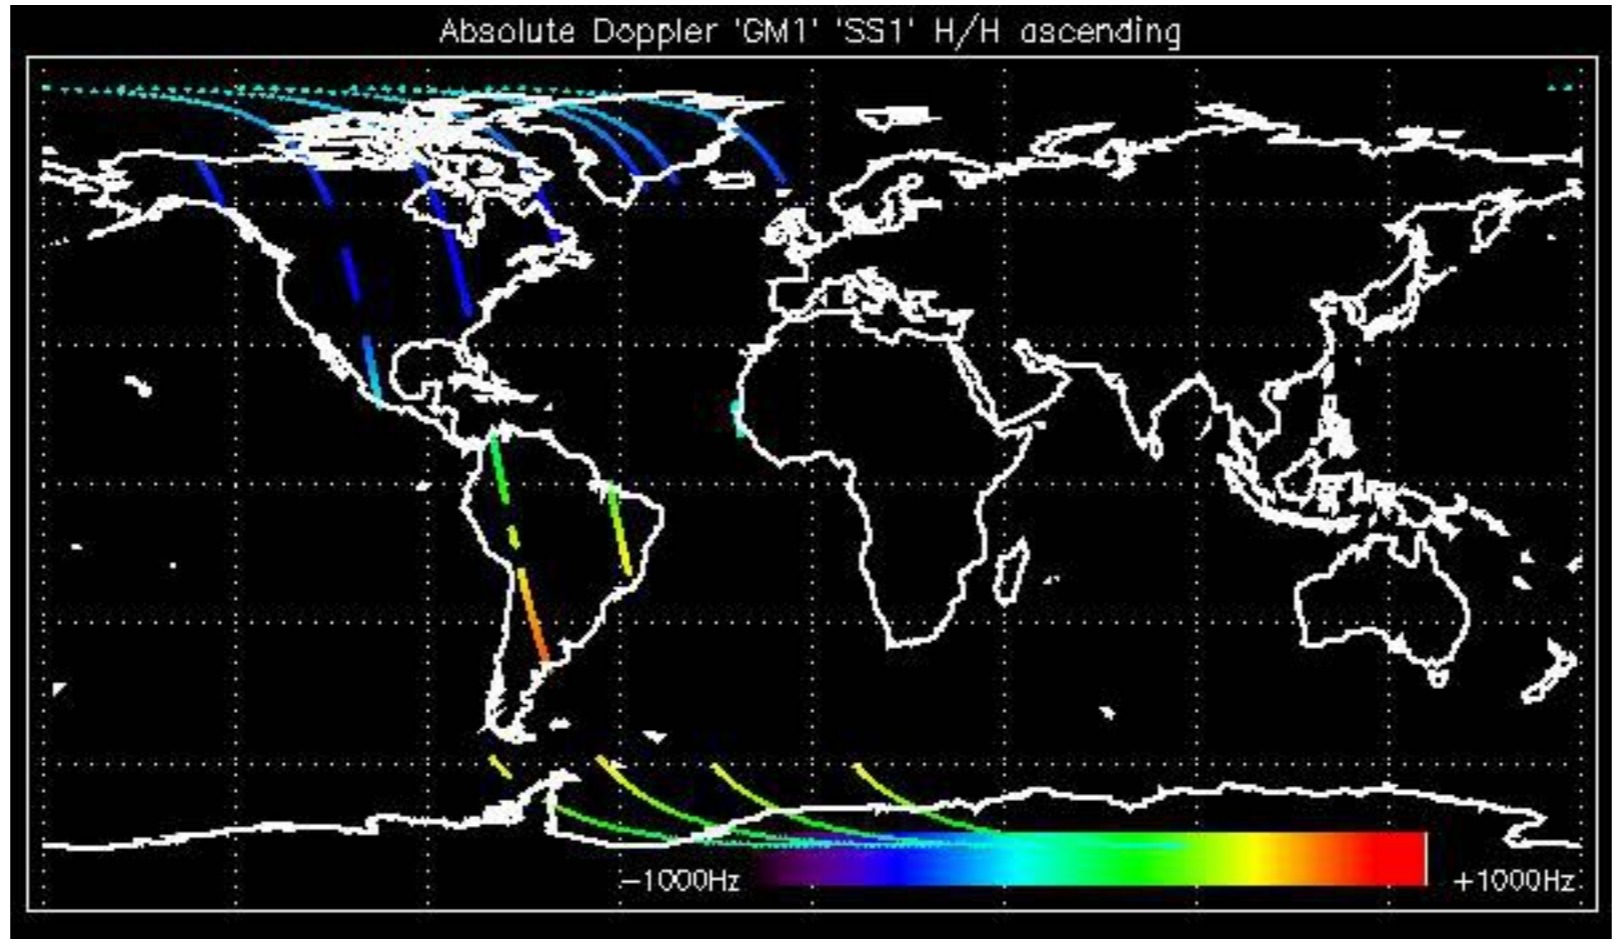 Absolute Doppler 'GM1' 'SS1' H/H ascending
−1000Hz
+1000Hz